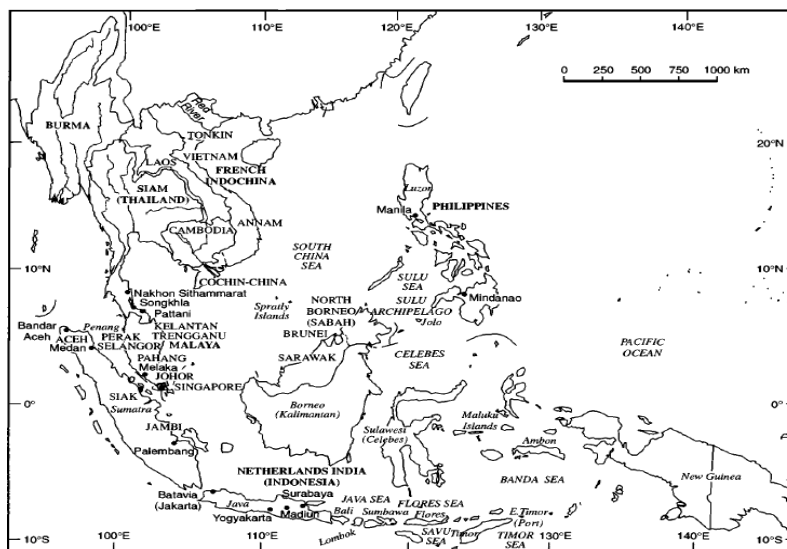 100°E
110°E
120°E
130°E
140°E
0 250 500 750 1000 km
Red
River
BURMA
TONKIN
LAOS
VIETNAM
FRENCH
INDOCHINA
20°N
20°N
SIAM
(THAILAND)
Luzon
Manila
PHILIPPINES
ANNAM
CAMBODIA
SOUTH
CHINA
SEA
10°N
COCHIN-CHINA
10°N
SULU
SEA
Nakhon Sithammarat
Songkhla
Pattani
Spratly
Islands
NORTH
BORNEO
(SABAH)
SULU
ARCHIPELAGO
Jolo
Mindanao
Bandar
Aceh
Penang
KELANTAN
TRENGGANU
ACEH
PERAK
MALAYA
BRUNEI
Medan
SELANGOR
PAHANG
SARAWAK
CELEBES
SEA
PACIFIC
OCEAN
Melaka
JOHOR
SINGAPORE
0°
0°
SIAK
Sumatra
Borneo
(Kalimansan)
Maluku
Islands
JAMBI
Sulawesi
(Celebes)
Ambon
Palembang
NETHERLANDS INDIA
(INDONESIA)
BANDA SEA
New Guinea
Batavia
(Jakarta)
Java
Surabaya
JAVA SEA
FLORES SEA
Yogyakarta
Madiun
Bali
Sumbawa
Flores
E.Timor
(Port)
10°S
Lombok
SAVU
SEA
Timor
TIMOR
SEA
10°S
100°E
110°E
120°E
130°E
140°E